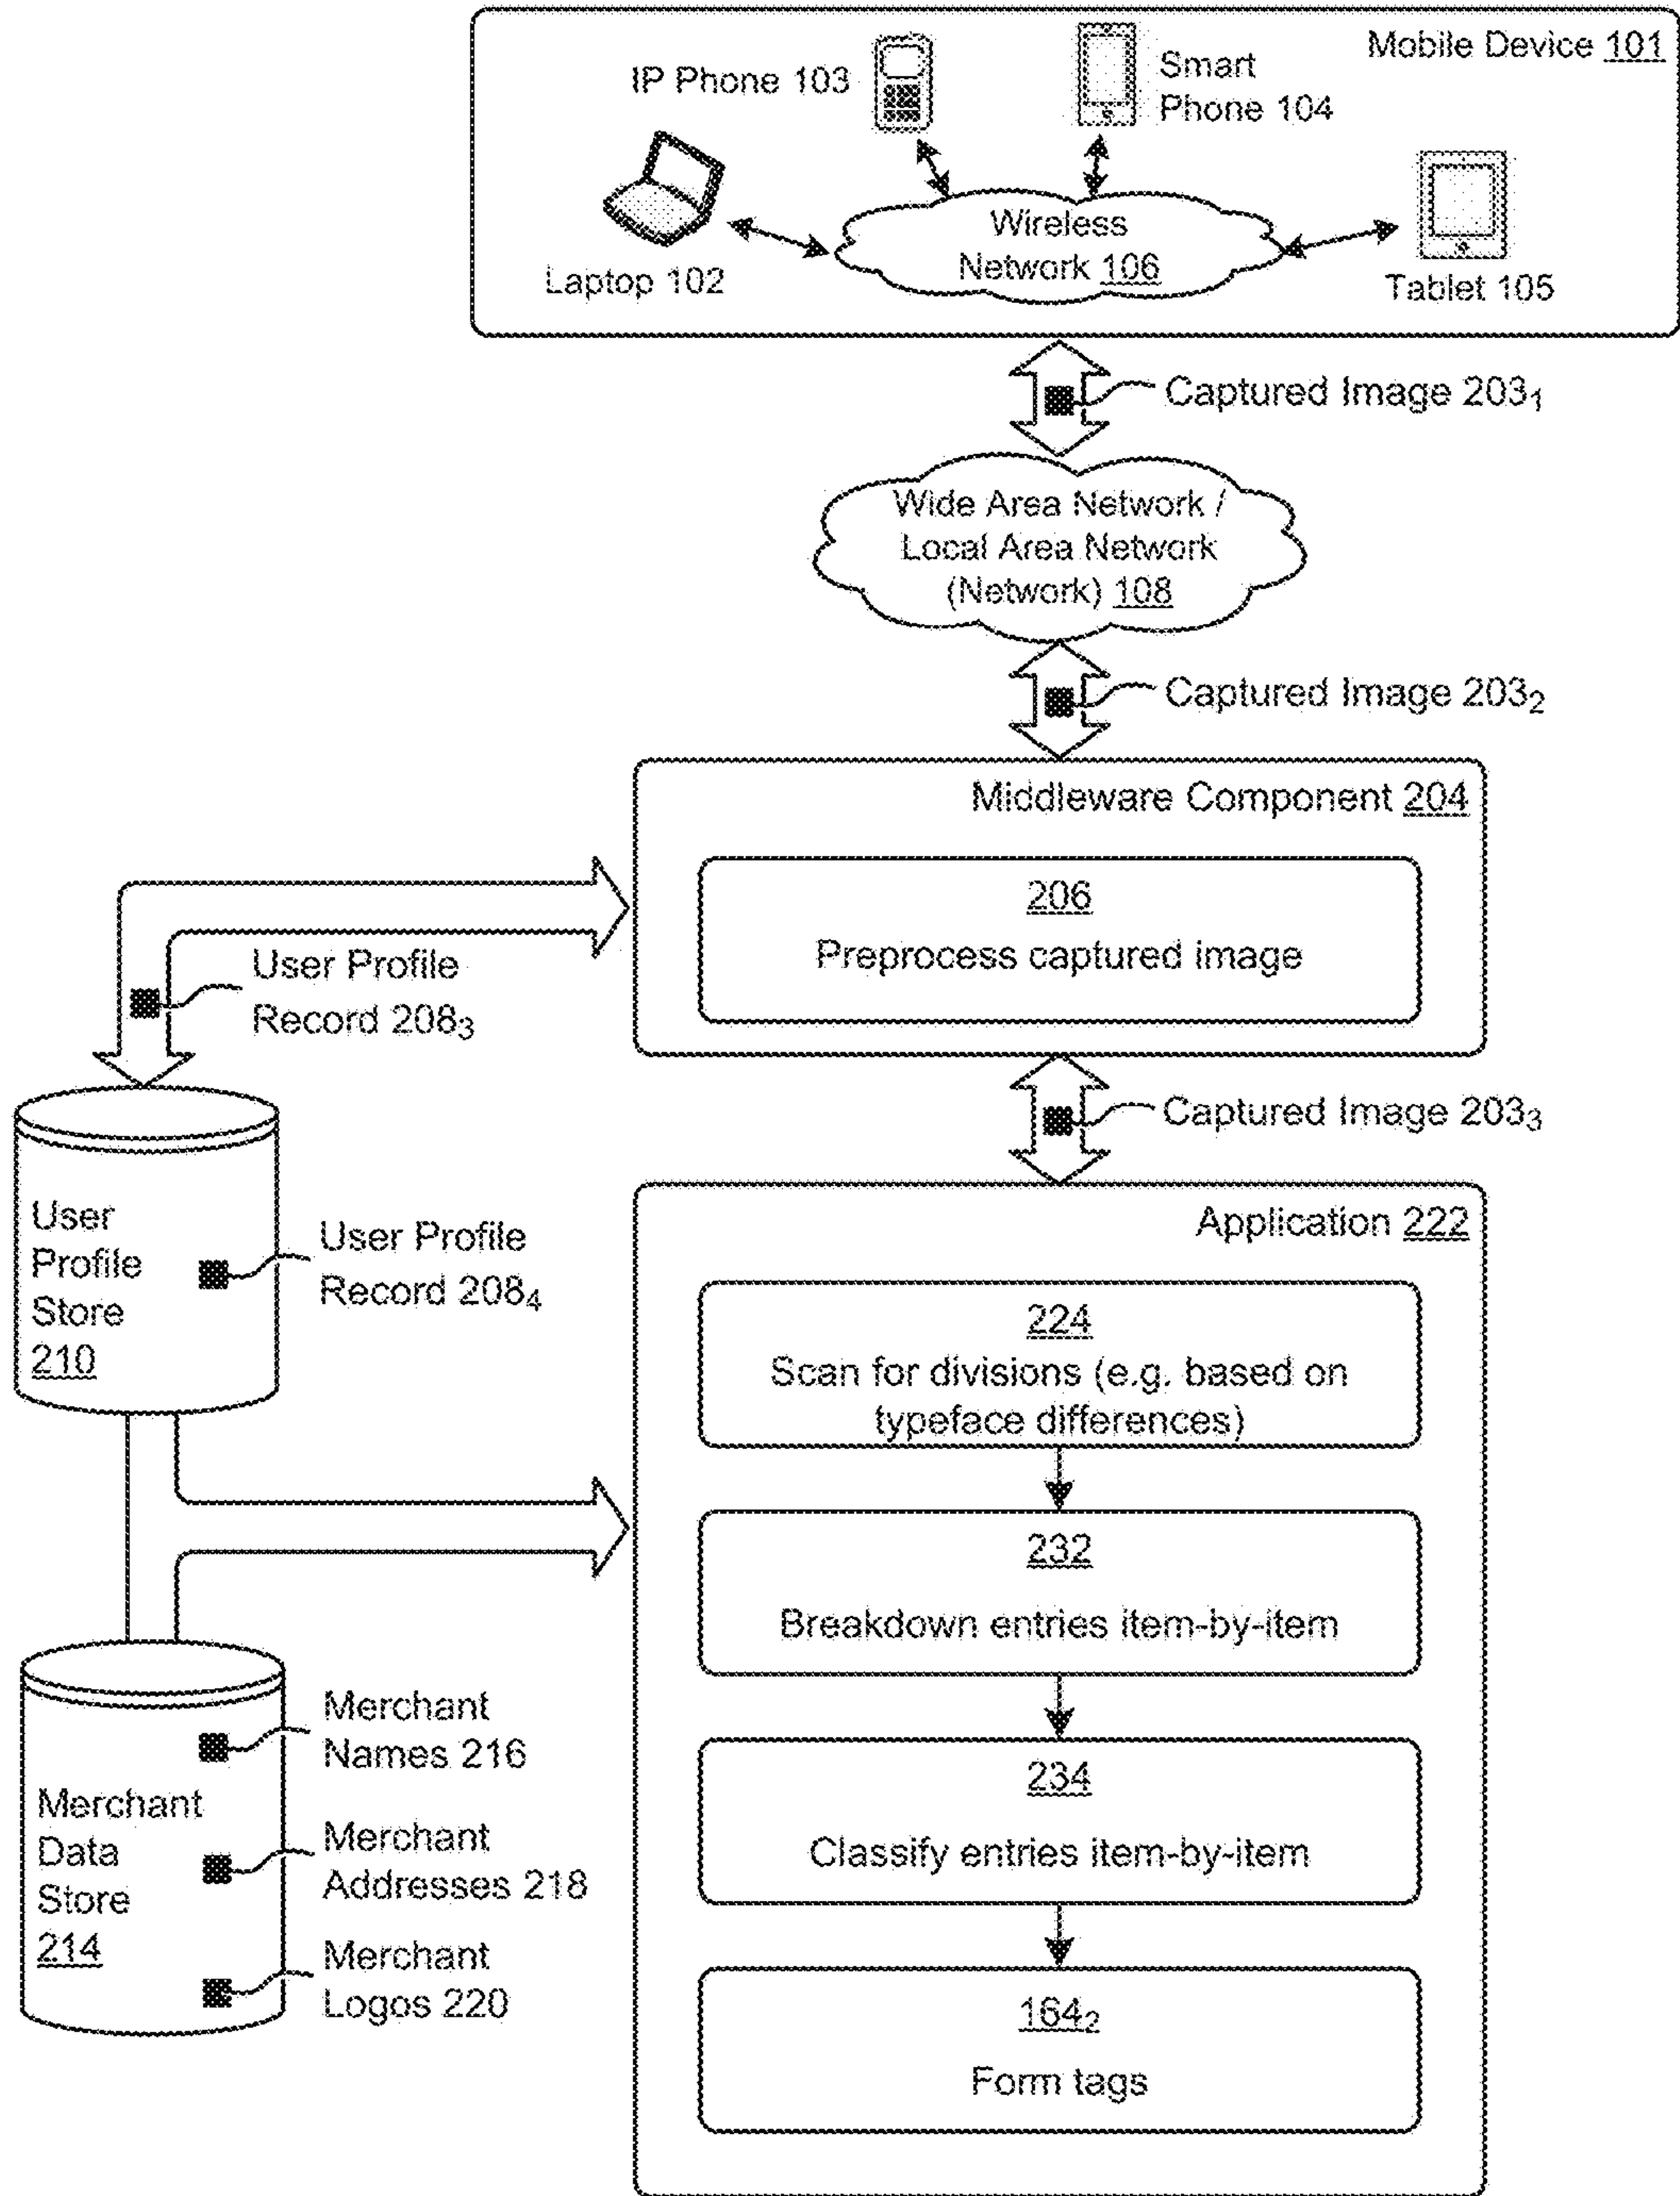 Mobile Device 101
IP Phone 103
Smart
Phone 104
Wireless
Network 106
Laptop 102
Tablet 105
Captured Image 203₁
Wide Area Network /
Local Area Network
(Network) 108
Captured Image 203₂
Middleware Component 204
206
Preprocess captured image
User Profile
Record 208₃
Captured Image 203₃
User
Profile
Store
210
User Profile
Record 208₄
Application 222
224
Scan for divisions (e.g. based on
typeface differences)
232
Breakdown entries item-by-item
234
Classify entries item-by-item
164₂
Form tags
Merchant
Data
Store
214
Merchant
Names 216
Merchant
Addresses 218
Merchant
Logos 220